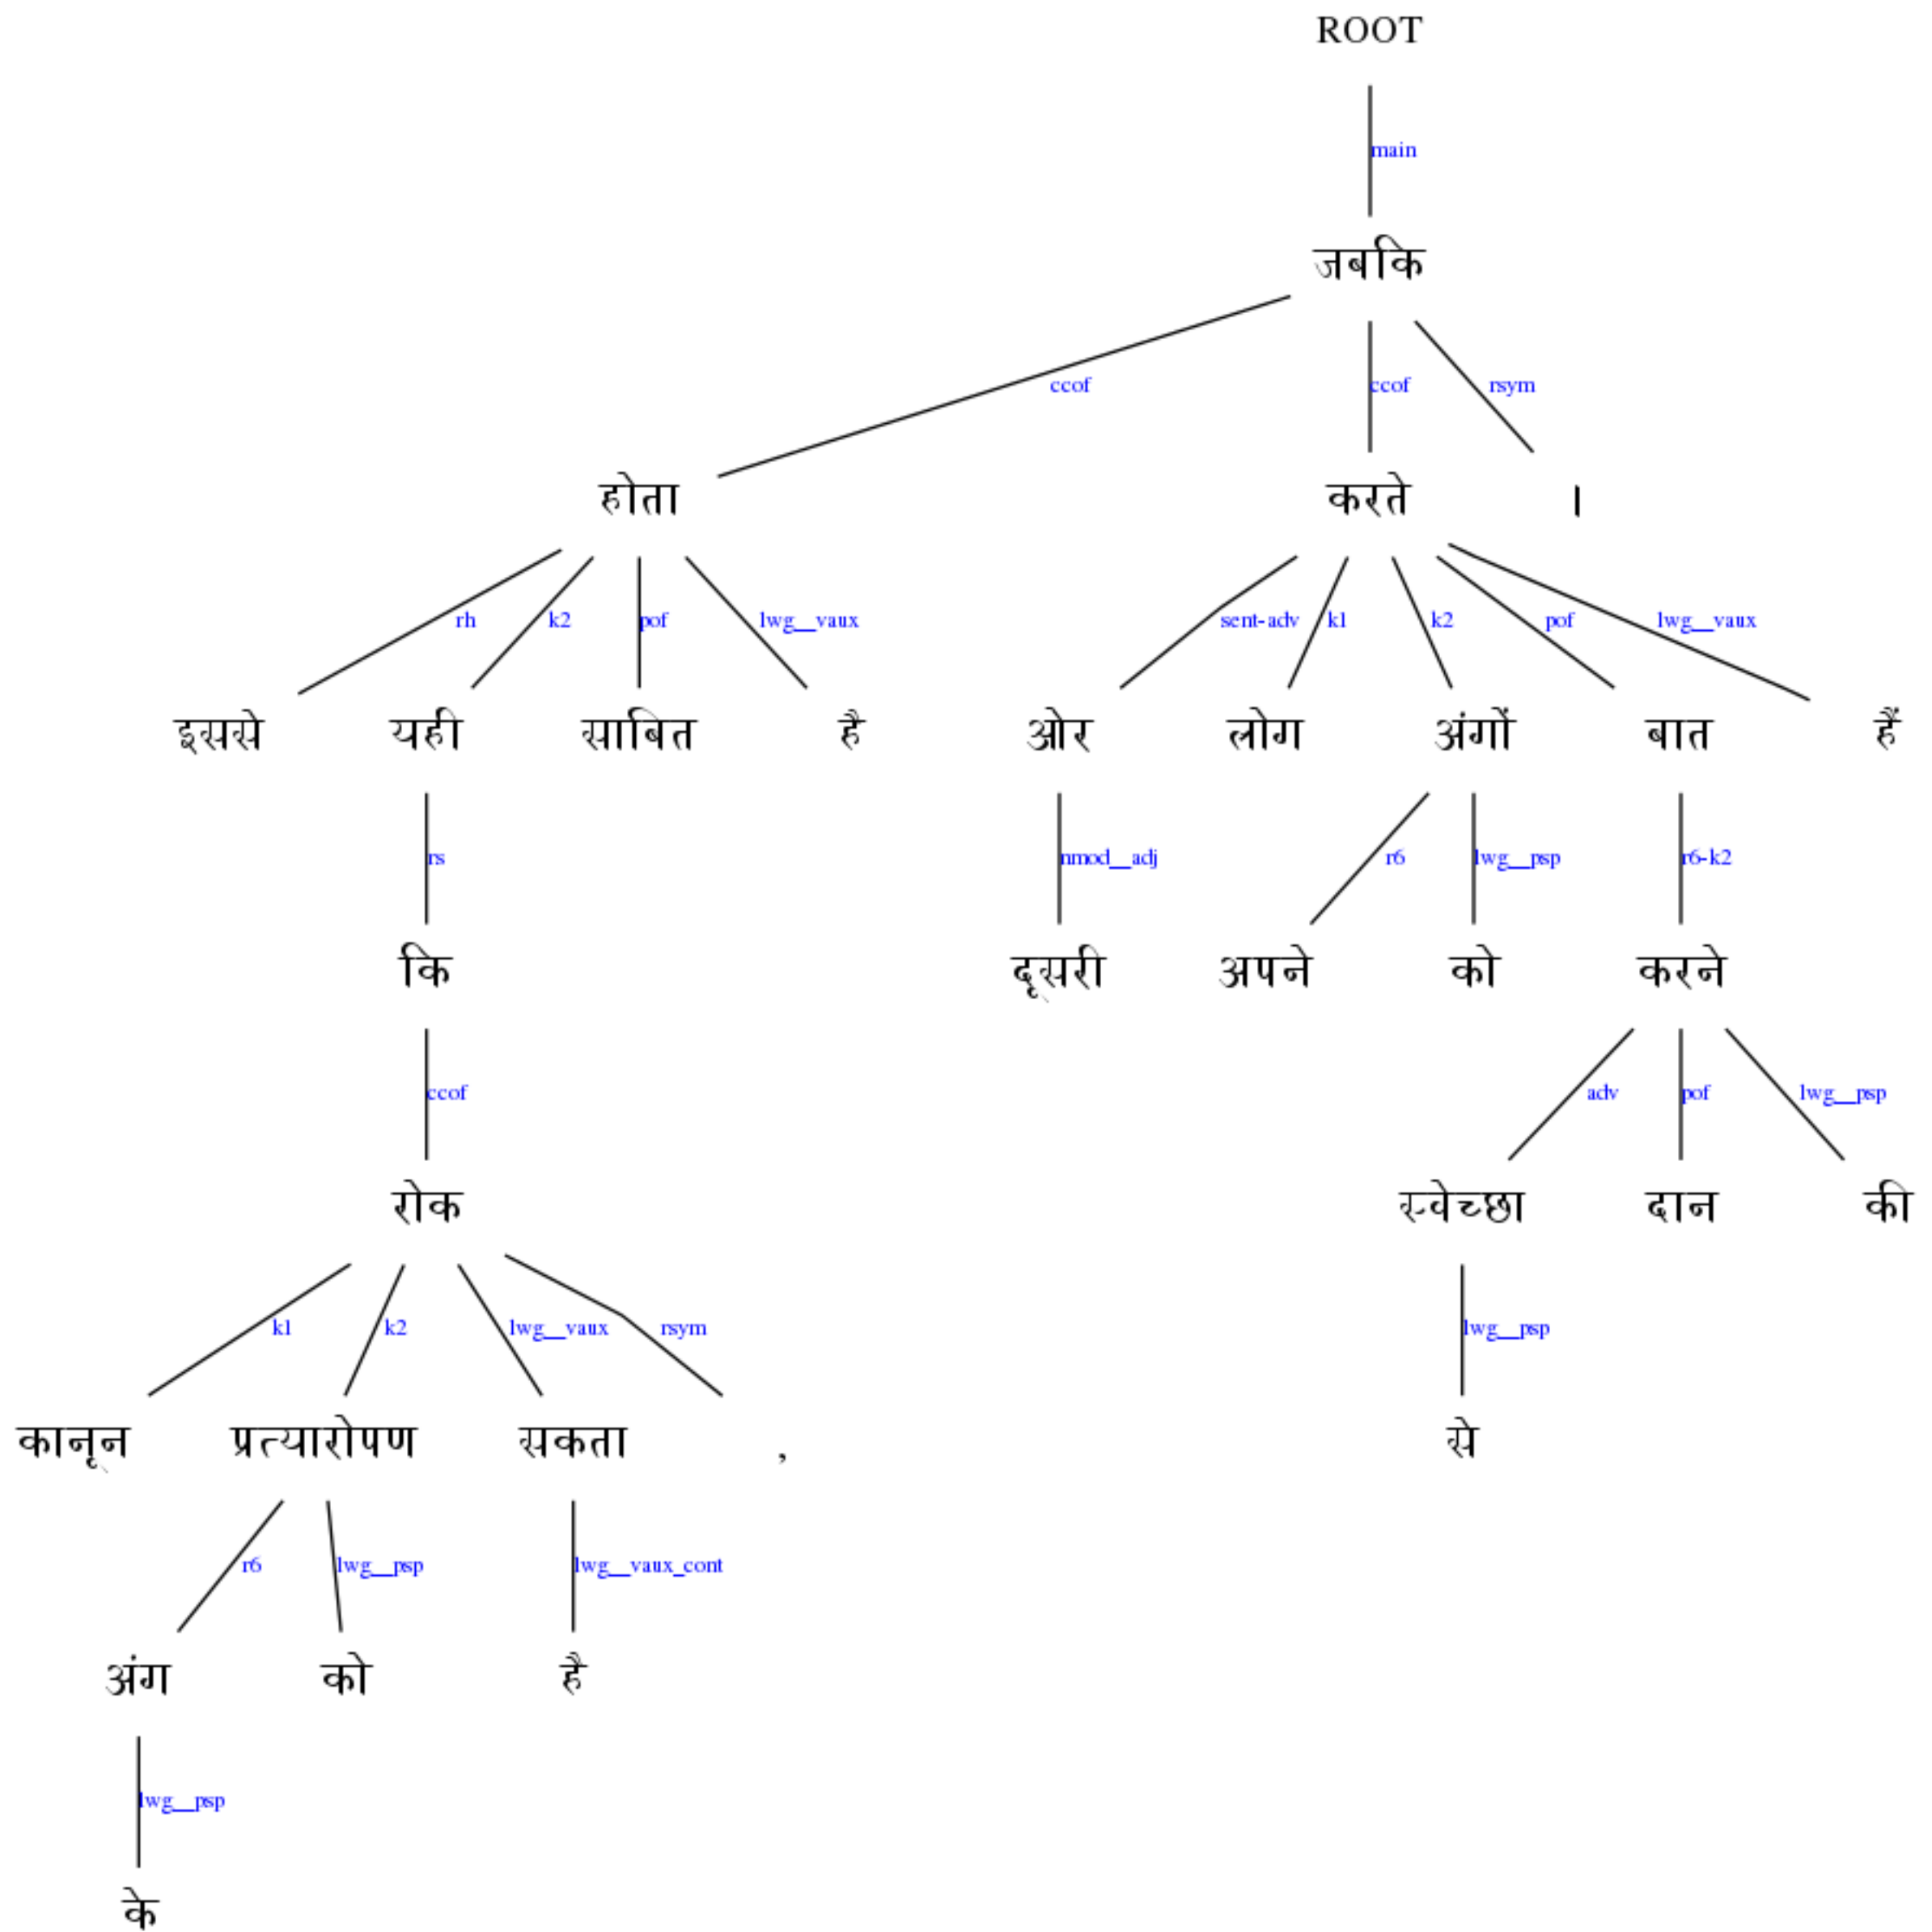 ROOT
main
जबकि
ccof ccof rsym
होता करते ।
rh k2 pof lwg__vaux sent-adv k1 k2 pof lwg__vaux
इससे यही साबित है ओर लोग अंगों बात हैं
rs nmod__adj r6 lwg__psp r6-k2
कि दूसरी अपने को करने
ccof adv pof lwg__psp
रोक स्वेच्छा दान की
k1 k2 lwg__vaux rsym lwg__psp
कानून प्रत्यारोपण सकता , से
r6 lwg__psp lwg__vaux_cont
अंग को है
lwg__psp
के